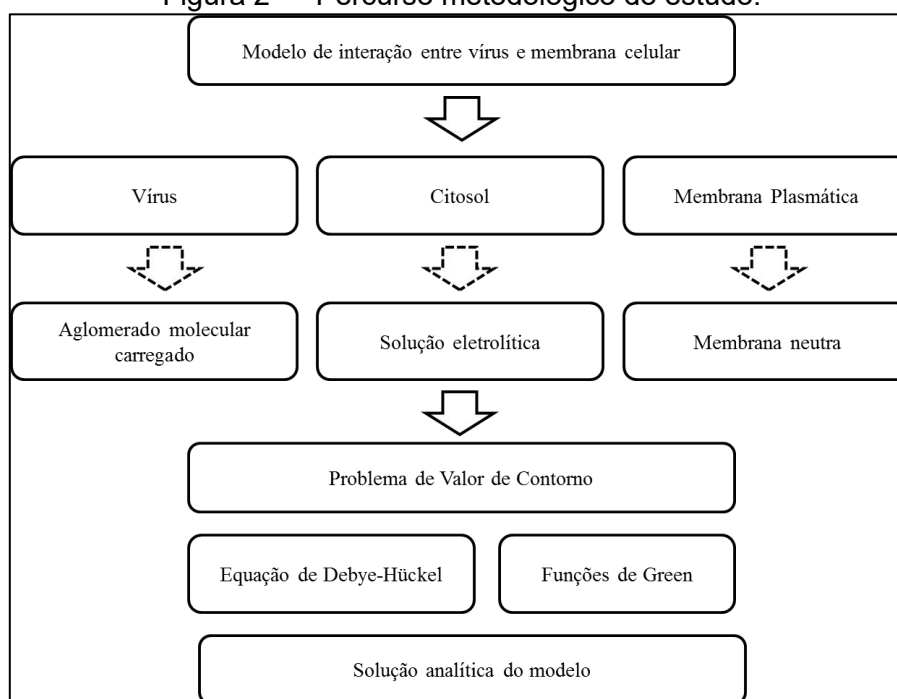 Figura 2 — Percurso metodológico do estudo.
Modelo de interação entre vírus e membrana celular
Vírus
Citosol
Membrana Plasmática
Aglomerado molecular
carregado
Solução eletrolítica
Membrana neutra
Problema de Valor de Contorno
Equação de Debye-Hückel
Funções de Green
Solução analítica do modelo